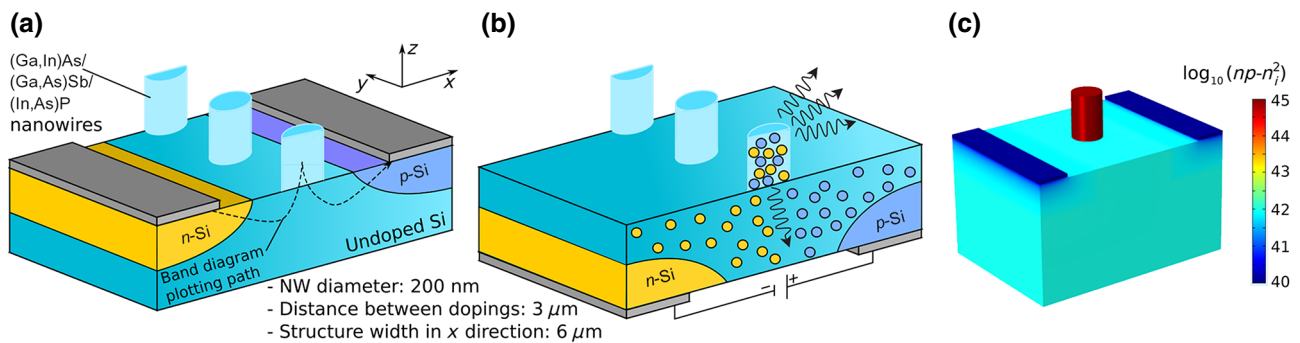 (a)
(Ga,In)As/
(Ga,As)Sb/
(In,As)P
nanowires
z
y
x
p-Si
n-Si
Undoped Si
Band diagram
plotting path
- NW diameter: 200 nm
- Distance between dopings: 3 μm
- Structure width in x direction: 6 μm
(b)
p-Si
n-Si
− +
(c)
log₁₀(np-nᵢ²)
45
44
43
42
41
40